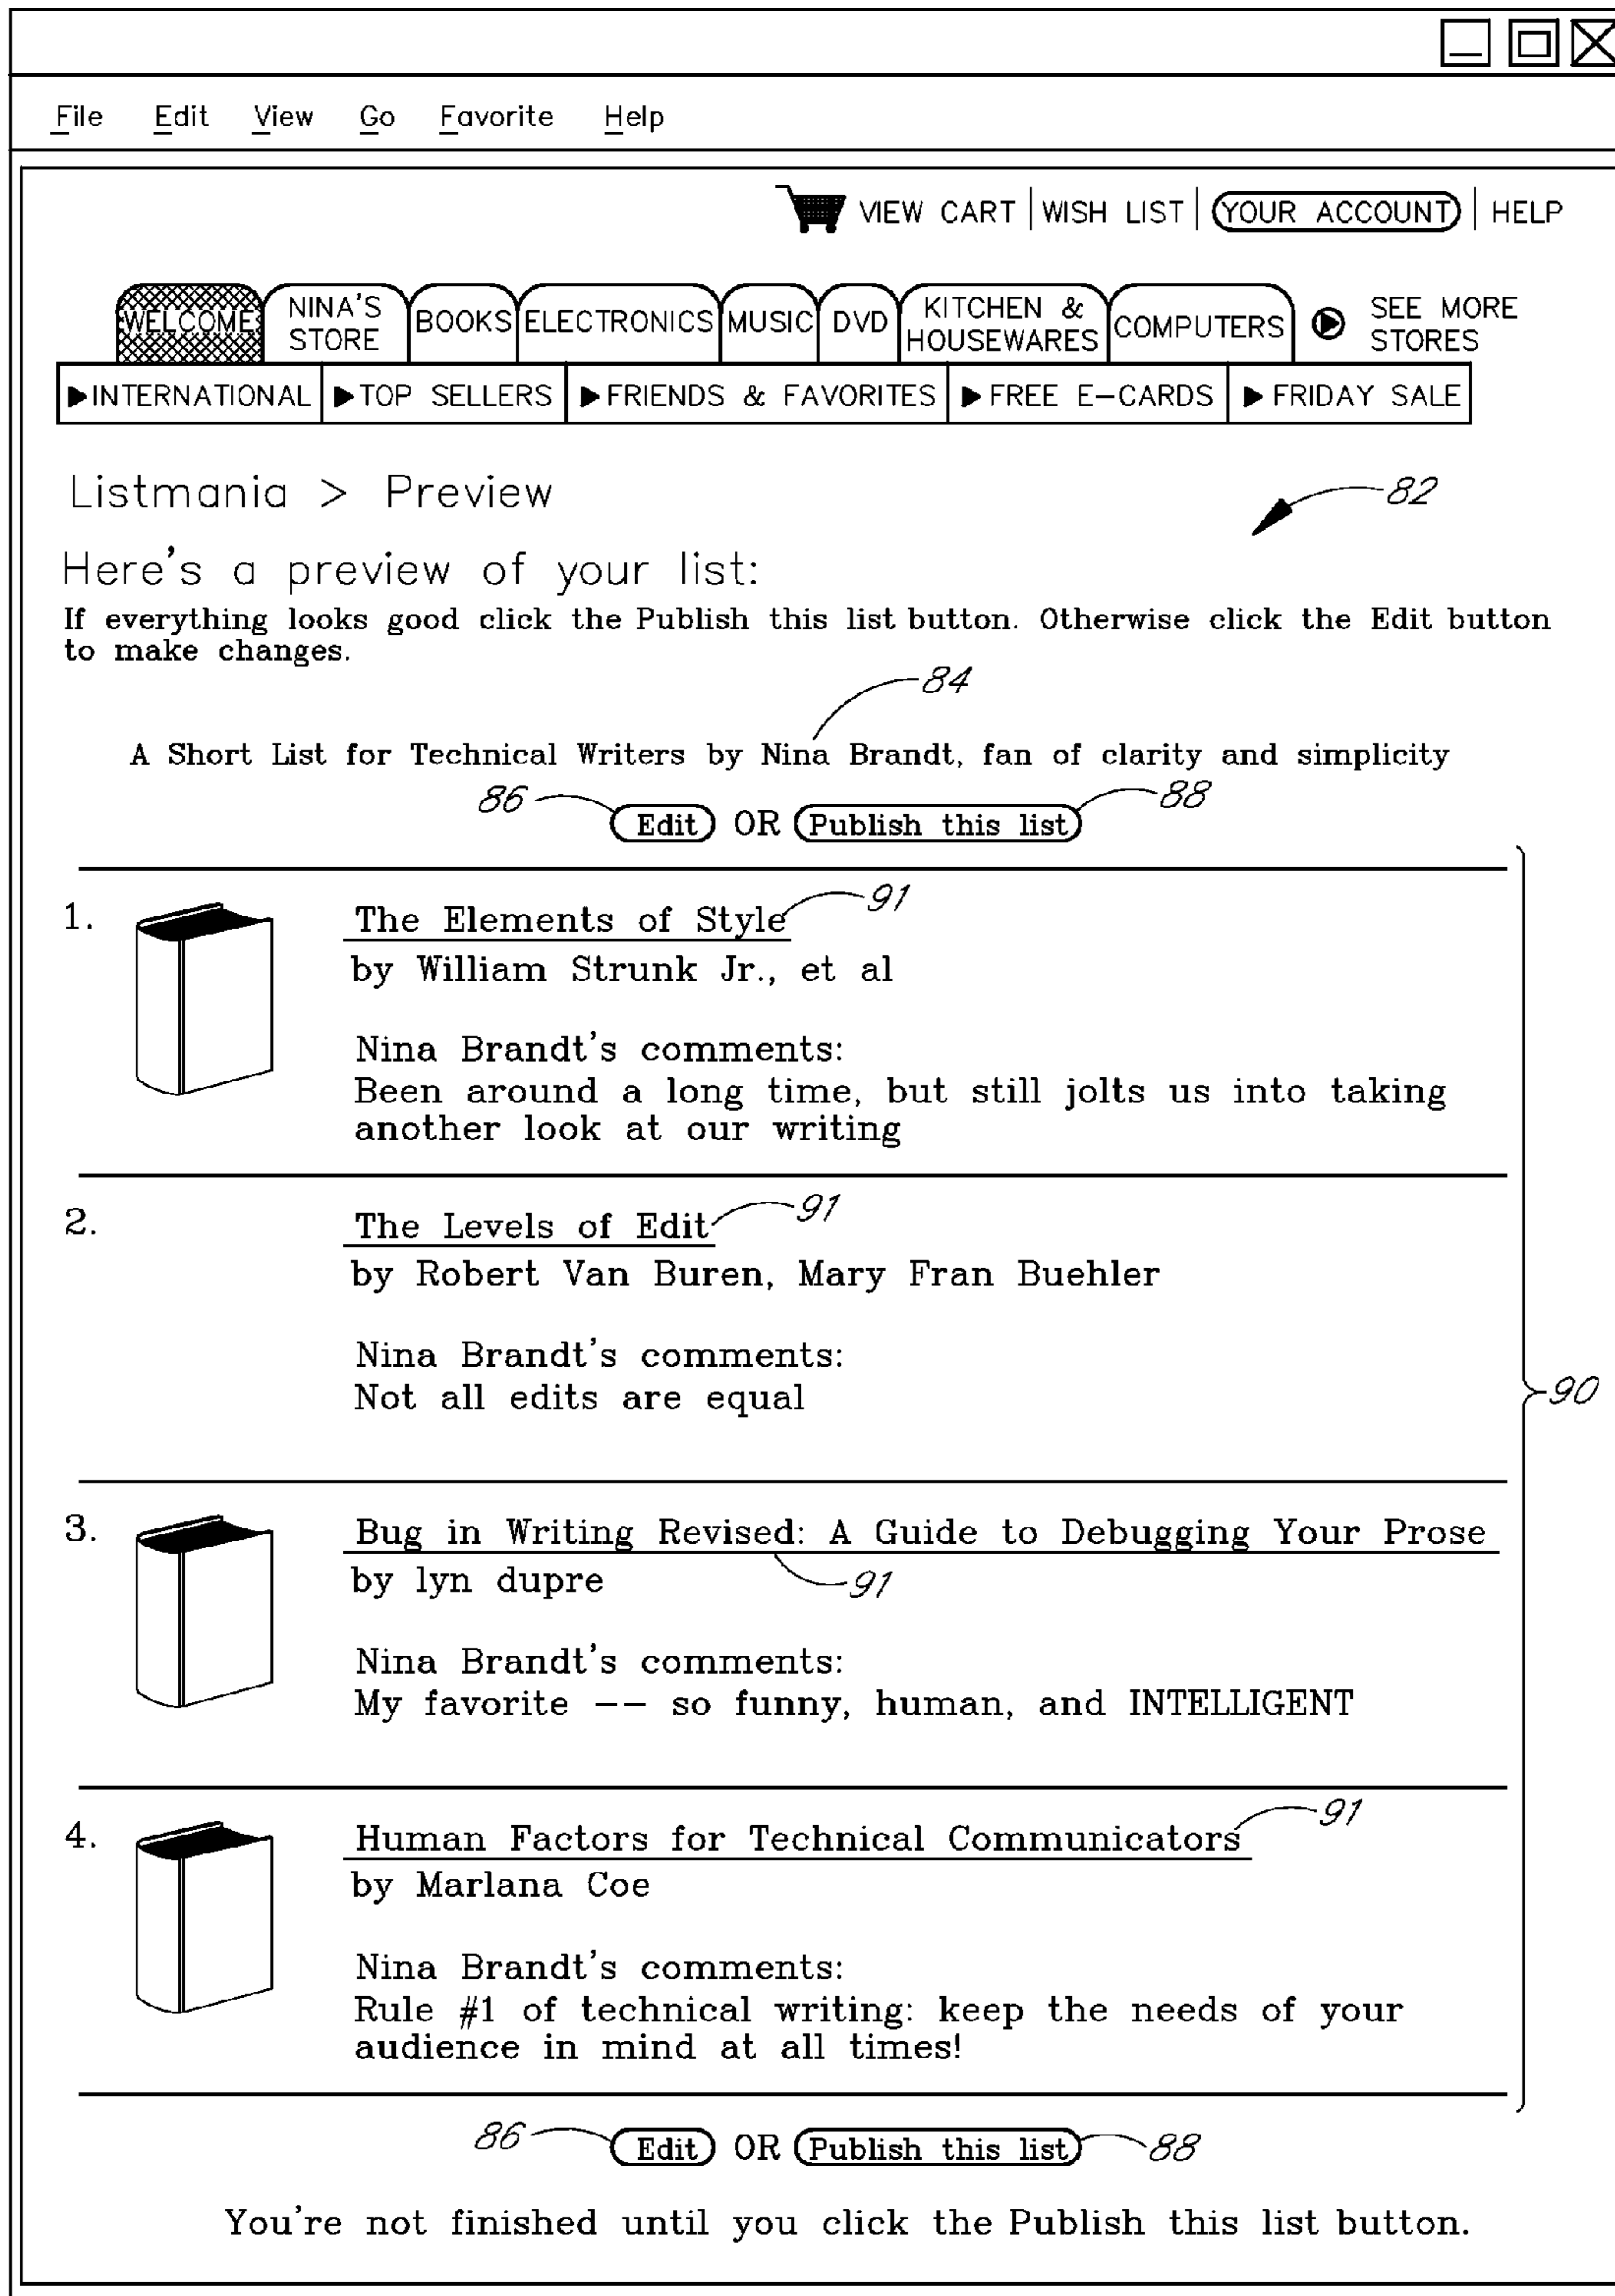 File Edit View Go Favorite Help
VIEW CART WISH LIST YOUR ACCOUNT HELP
WELCOME NINA'S STORE BOOKS ELECTRONICS MUSIC DVD KITCHEN & HOUSEWARES COMPUTERS SEE MORE STORES
INTERNATIONAL TOP SELLERS FRIENDS & FAVORITES FREE E-CARDS FRIDAY SALE
Listmania > Preview
82
Here's a preview of your list:
If everything looks good click the Publish this list button. Otherwise click the Edit button
to make changes.
84
A Short List for Technical Writers by Nina Brandt, fan of clarity and simplicity
86 Edit OR Publish this list 88
1. The Elements of Style 91
by William Strunk Jr., et al
Nina Brandt's comments:
Been around a long time, but still jolts us into taking
another look at our writing
2. The Levels of Edit 91
by Robert Van Buren, Mary Fran Buehler
Nina Brandt's comments:
Not all edits are equal
90
3. Bug in Writing Revised: A Guide to Debugging Your Prose
by lyn dupre 91
Nina Brandt's comments:
My favorite -- so funny, human, and INTELLIGENT
4. Human Factors for Technical Communicators 91
by Marlana Coe
Nina Brandt's comments:
Rule #1 of technical writing: keep the needs of your
audience in mind at all times!
86 Edit OR Publish this list 88
You're not finished until you click the Publish this list button.